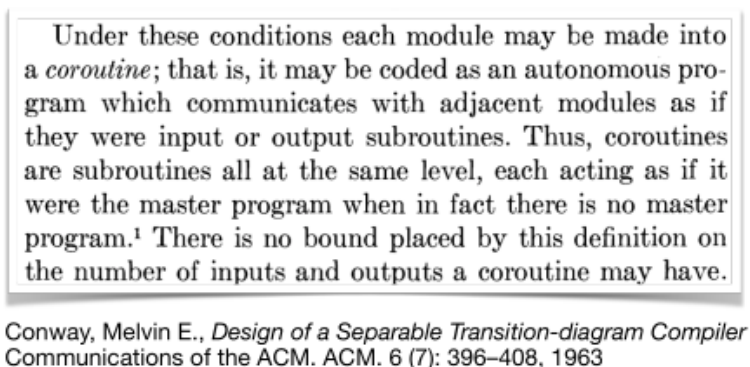 Under these conditions each module may be made into
a coroutine; that is, it may be coded as an autonomous pro-
gram which communicates with adjacent modules as if
they were input or output subroutines. Thus, coroutines
are subroutines all at the same level, each acting as if it
were the master program when in fact there is no master
program.¹ There is no bound placed by this definition on
the number of inputs and outputs a coroutine may have.
Conway, Melvin E., Design of a Separable Transition-diagram Compiler
Communications of the ACM. ACM. 6 (7): 396–408, 1963